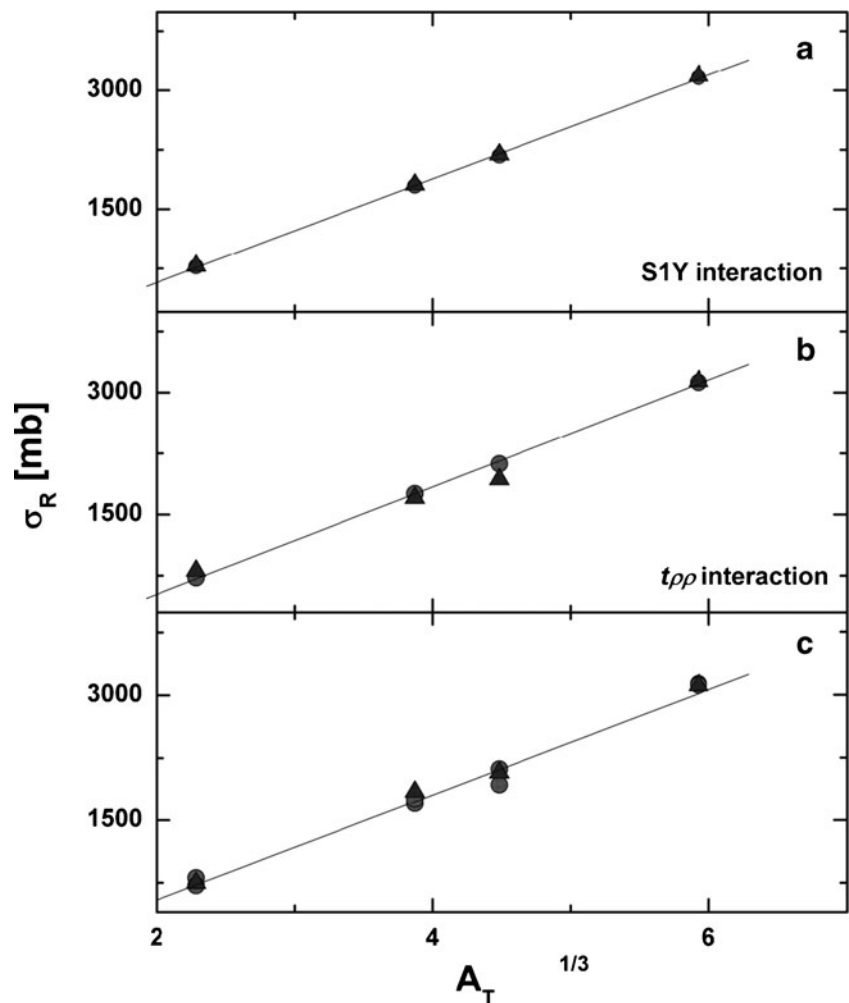 a
3000
1500
S1Y interaction
b
3000
1500
tρρ interaction
c
3000
1500
σR [mb]
2 4 6
AT 1/3